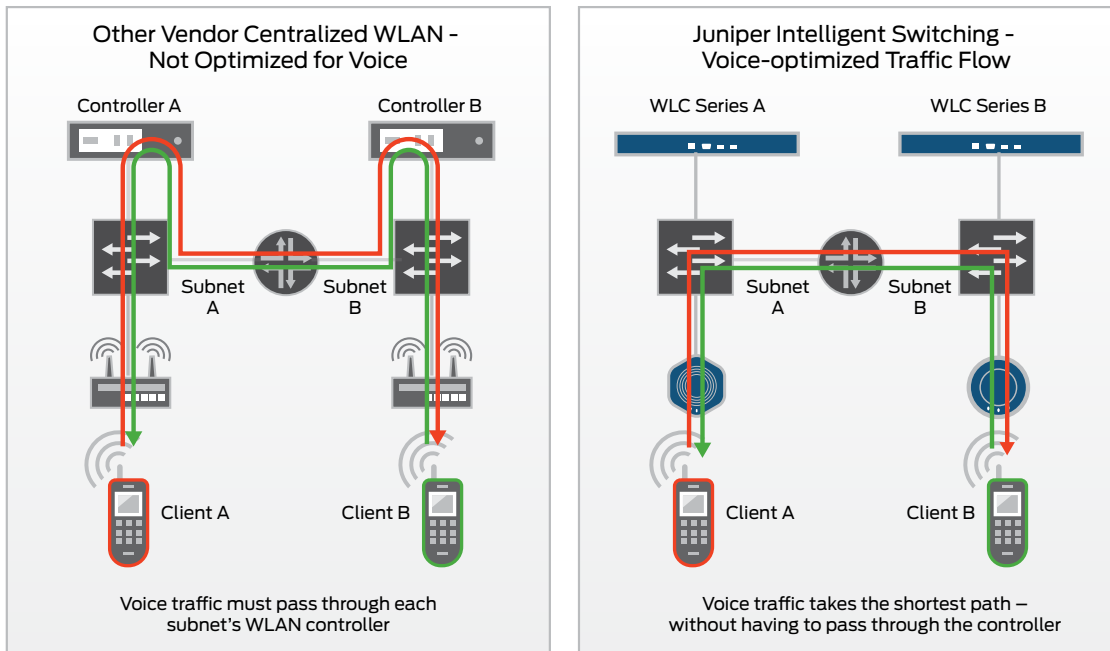 Other Vendor Centralized WLAN -
Not Optimized for Voice
Controller A
Controller B
Subnet
A
Subnet
B
Client A
Client B
Voice traffic must pass through each
subnet's WLAN controller
Juniper Intelligent Switching -
Voice-optimized Traffic Flow
WLC Series A
WLC Series B
Subnet
A
Subnet
B
Client A
Client B
Voice traffic takes the shortest path –
without having to pass through the controller